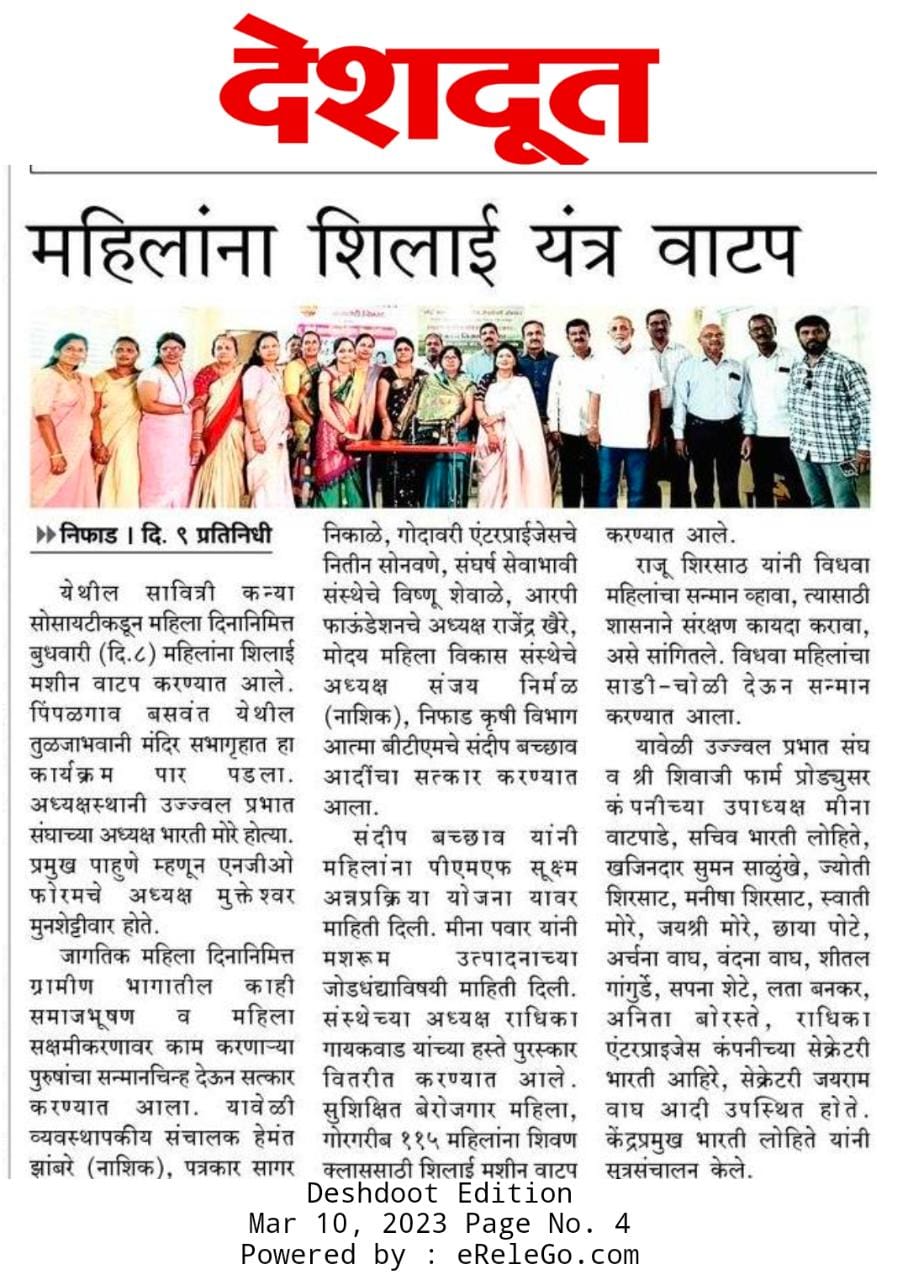 देशदूत
महिलांना शिलाई यंत्र वाटप
निफाड । दि. ९ प्रतिनिधी
येथील सावित्री कन्या
सोसायटीकडून महिला दिनानिमित्त
बुधवारी (दि.८) महिलांना शिलाई
मशीन वाटप करण्यात आले.
पिंपळगाव बसवंत येथील
तुळजाभवानी मंदिर सभागृहात हा
कार्यक्रम पार पडला.
अध्यक्षस्थानी उज्ज्वल प्रभात
संघाच्या अध्यक्ष भारती मोरे होत्या.
प्रमुख पाहुणे म्हणून एनजीओ
फोरमचे अध्यक्ष मुक्तेश्वर
मुनशेट्टीवार होते.
जागतिक महिला दिनानिमित्त
ग्रामीण भागातील काही
समाजभूषण व महिला
सक्षमीकरणावर काम करणाऱ्या
पुरुषांचा सन्मानचिन्ह देऊन सत्कार
करण्यात आला. यावेळी
व्यवस्थापकीय संचालक हेमंत
झांबरे (नाशिक), पत्रकार सागर
निकाळे, गोदावरी एंटरप्राईजेसचे
नितीन सोनवणे, संघर्ष सेवाभावी
संस्थेचे विष्णू शेवाळे, आरपी
फाऊंडेशनचे अध्यक्ष राजेंद्र खैरे,
मोदय महिला विकास संस्थेचे
अध्यक्ष संजय निर्मळ
(नाशिक), निफाड कृषी विभाग
आत्मा बीटीएमचे संदीप बच्छाव
आदींचा सत्कार करण्यात
आला.
संदीप बच्छाव यांनी
महिलांना पीएमएफ सूक्ष्म
अन्नप्रक्रिया योजना यावर
माहिती दिली. मीना पवार यांनी
मशरूम उत्पादनाच्या
जोडधंद्याविषयी माहिती दिली.
संस्थेच्या अध्यक्ष राधिका
गायकवाड यांच्या हस्ते पुरस्कार
वितरीत करण्यात आले.
सुशिक्षित बेरोजगार महिला,
गोरगरीब ११५ महिलांना शिवण
क्लाससाठी शिलाई मशीन वाटप
करण्यात आले.
राजू शिरसाठ यांनी विधवा
महिलांचा सन्मान व्हावा, त्यासाठी
शासनाने संरक्षण कायदा करावा,
असे सांगितले. विधवा महिलांचा
साडी-चोळी देऊन सन्मान
करण्यात आला.
यावेळी उज्ज्वल प्रभात संघ
व श्री शिवाजी फार्म प्रोड्युसर
कंपनीच्या उपाध्यक्ष मीना
वाटपाडे, सचिव भारती लोहिते,
खजिनदार सुमन साळुंखे, ज्योती
शिरसाट, मनीषा शिरसाट, स्वाती
मोरे, जयश्री मोरे, छाया पोटे,
अर्चना वाघ, वंदना वाघ, शीतल
गांगुर्डे, सपना शेटे, लता बनकर,
अनिता बोरस्ते, राधिका
एंटरप्राइजेस कंपनीच्या सेक्रेटरी
भारती आहिरे, सेक्रेटरी जयराम
वाघ आदी उपस्थित होते.
केंद्रप्रमुख भारती लोहिते यांनी
सूत्रसंचालन केले.
Deshdoot Edition
Mar 10, 2023 Page No. 4
Powered by : eReleGo.com